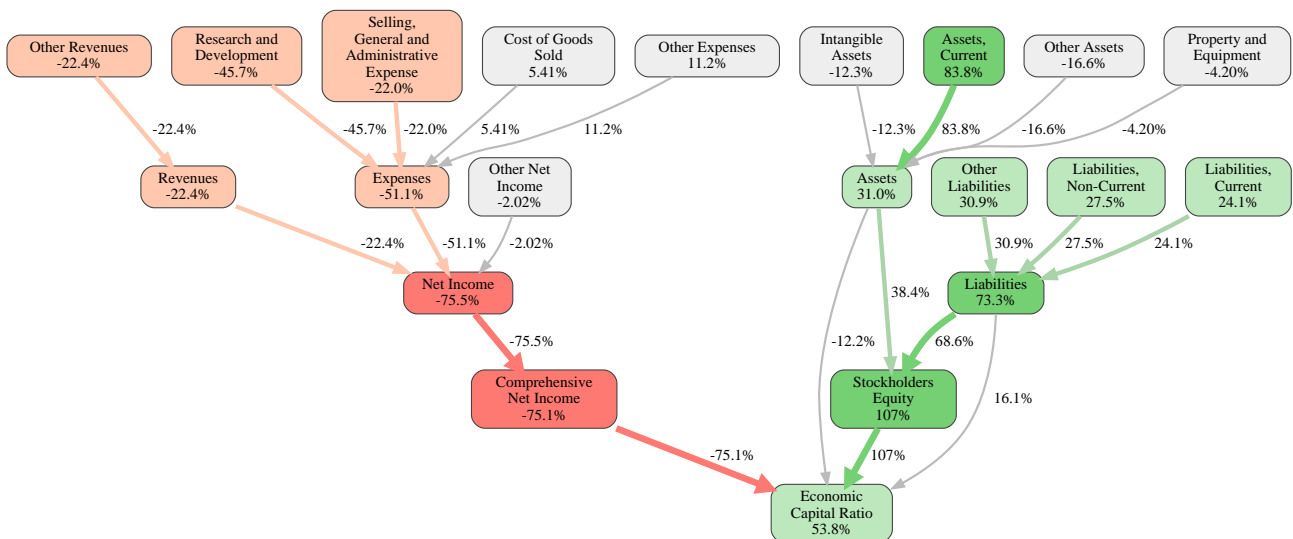 Other Revenues
-22.4%
Research and
Development
-45.7%
Selling,
General and
Administrative
Expense
-22.0%
Cost of Goods
Sold
5.41%
Other Expenses
11.2%
Intangible
Assets
-12.3%
Assets,
Current
83.8%
Other Assets
-16.6%
Property and
Equipment
-4.20%
-22.4%
-45.7%
-22.0%
5.41%
11.2%
-12.3%
83.8%
-16.6%
-4.20%
Revenues
-22.4%
Expenses
-51.1%
Other Net
Income
-2.02%
Assets
31.0%
Other
Liabilities
30.9%
Liabilities,
Non-Current
27.5%
Liabilities,
Current
24.1%
-22.4%
-51.1%
-2.02%
30.9%
27.5%
24.1%
Net Income
-75.5%
38.4%
Liabilities
73.3%
-75.5%
-12.2%
68.6%
Comprehensive
Net Income
-75.1%
Stockholders
Equity
107%
16.1%
-75.1%
107%
Economic
Capital Ratio
53.8%